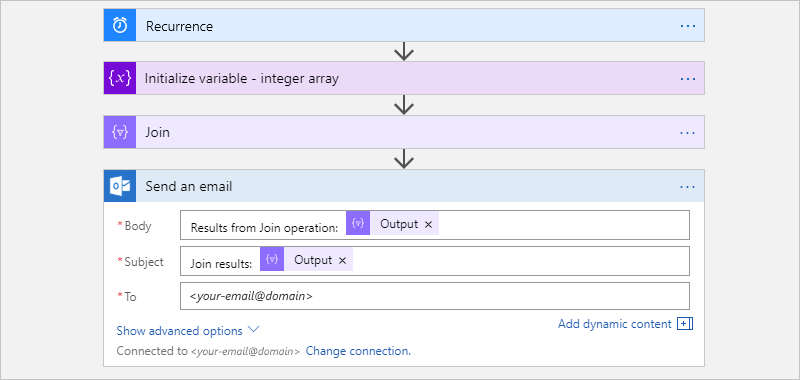 Recurrence
{x} Initialize variable - integer array
Join
Send an email
*Body Results from Join operation: Output ×
*Subject Join results: Output ×
*To <your-email@domain>
Show advanced options Add dynamic content
Connected to <your-email@domain> Change connection.